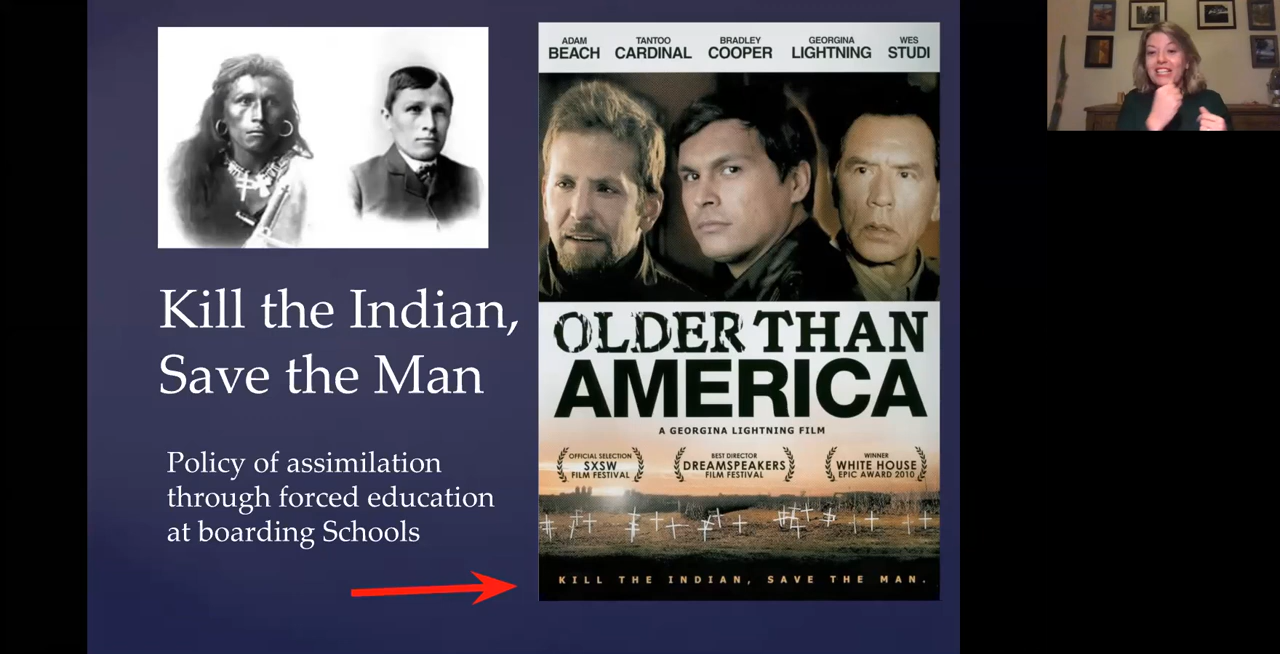 Kill the Indian,
Save the Man
Policy of assimilation
through forced education
at boarding Schools
ADAM BEACH
TANTOO CARDINAL
BRADLEY COOPER
GEORGINA LIGHTNING
WES STUDI
OLDER THAN
AMERICA
A GEORGINA LIGHTNING FILM
OFFICIAL SELECTION
SXSW
FILM FESTIVAL
BEST DIRECTOR
DREAMSPEAKERS
FILM FESTIVAL
WINNER
WHITE HOUSE
EPIC AWARD 2010
KILL THE INDIAN, SAVE THE MAN.